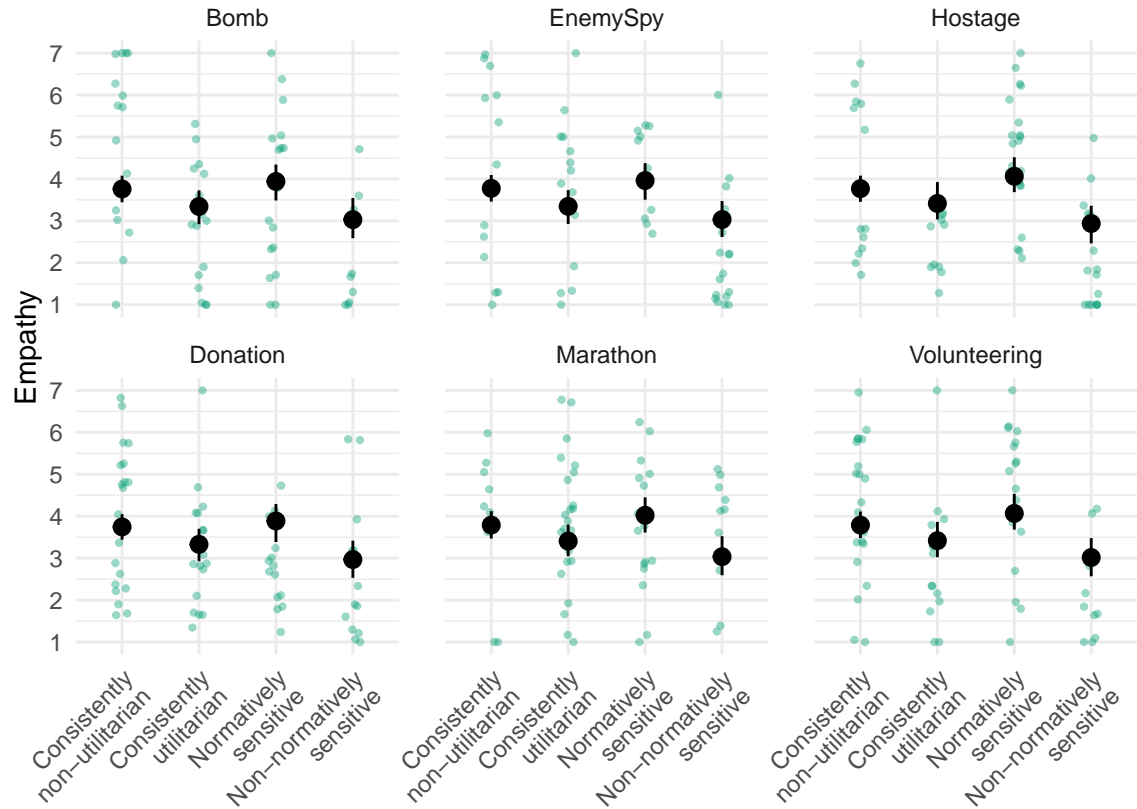 Bomb EnemySpy Hostage
7
6
5
4
3
2
1
Empathy
Donation Marathon Volunteering
7
6
5
4
3
2
1
Consistently
non−utilitarian
Consistently
utilitarian
Normatively
sensitive
Non−normatively
sensitive
Consistently
non−utilitarian
Consistently
utilitarian
Normatively
sensitive
Non−normatively
sensitive
Consistently
non−utilitarian
Consistently
utilitarian
Normatively
sensitive
Non−normatively
sensitive